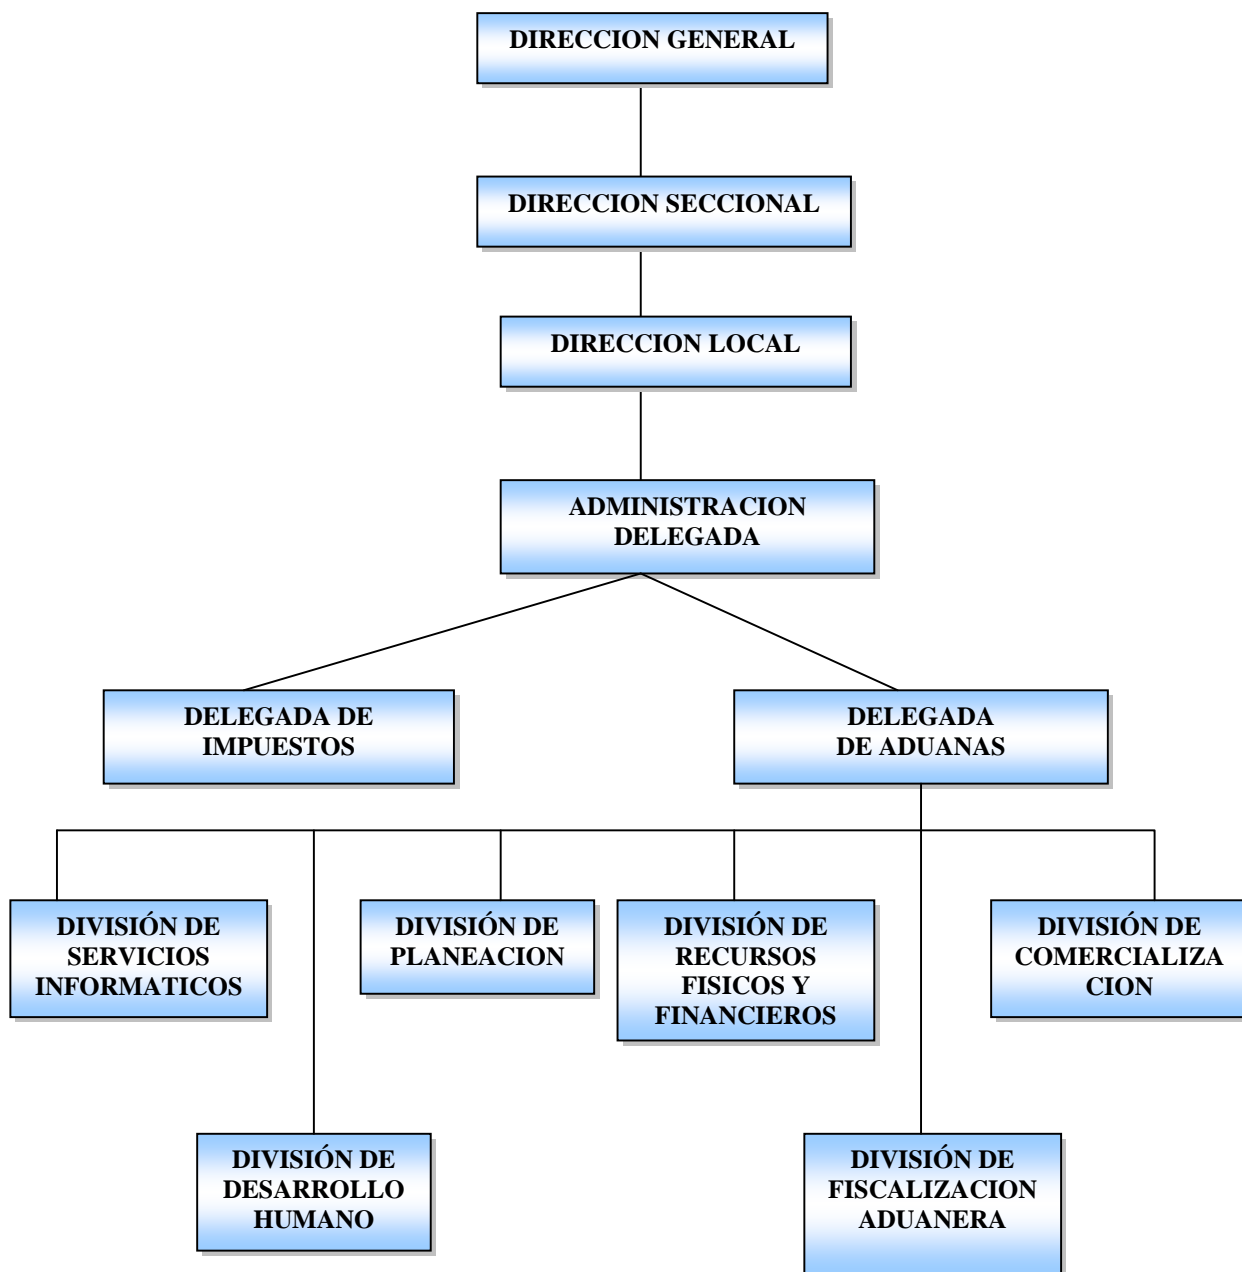 DIRECCION GENERAL
DIRECCION SECCIONAL
DIRECCION LOCAL
ADMINISTRACION
DELEGADA
DELEGADA DE
IMPUESTOS
DELEGADA
DE ADUANAS
DIVISIÓN DE
SERVICIOS
INFORMATICOS
DIVISIÓN DE
PLANEACION
DIVISIÓN DE
RECURSOS
FISICOS Y
FINANCIEROS
DIVISIÓN DE
COMERCIALIZA
CION
DIVISIÓN DE
DESARROLLO
HUMANO
DIVISIÓN DE
FISCALIZACION
ADUANERA